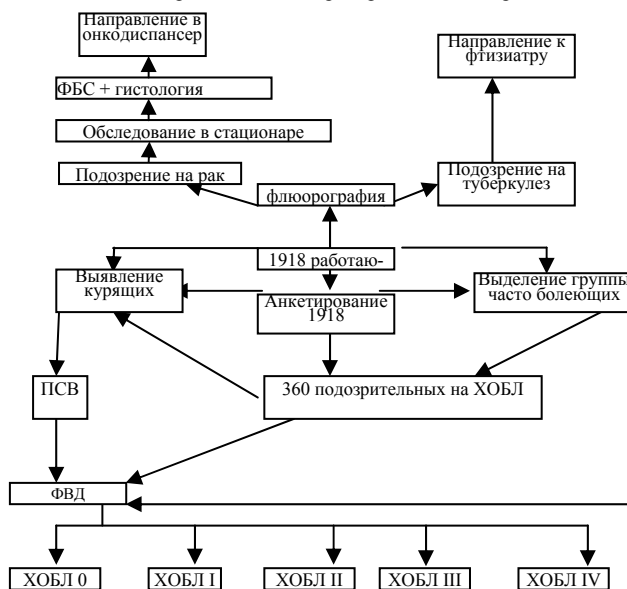 Направление в
онкодиспансер
Направление к
фтизиатру
ФБС + гистология
Обследование в стационаре
Подозрение на рак
Подозрение на
туберкулез
флюорография
1918 работаю-
Выявление
курящих
Анкетирование
1918
Выделение группы
часто болеющих
ПСВ
360 подозрительных на ХОБЛ
ФВД
ХОБЛ 0
ХОБЛ I
ХОБЛ II
ХОБЛ III
ХОБЛ IV